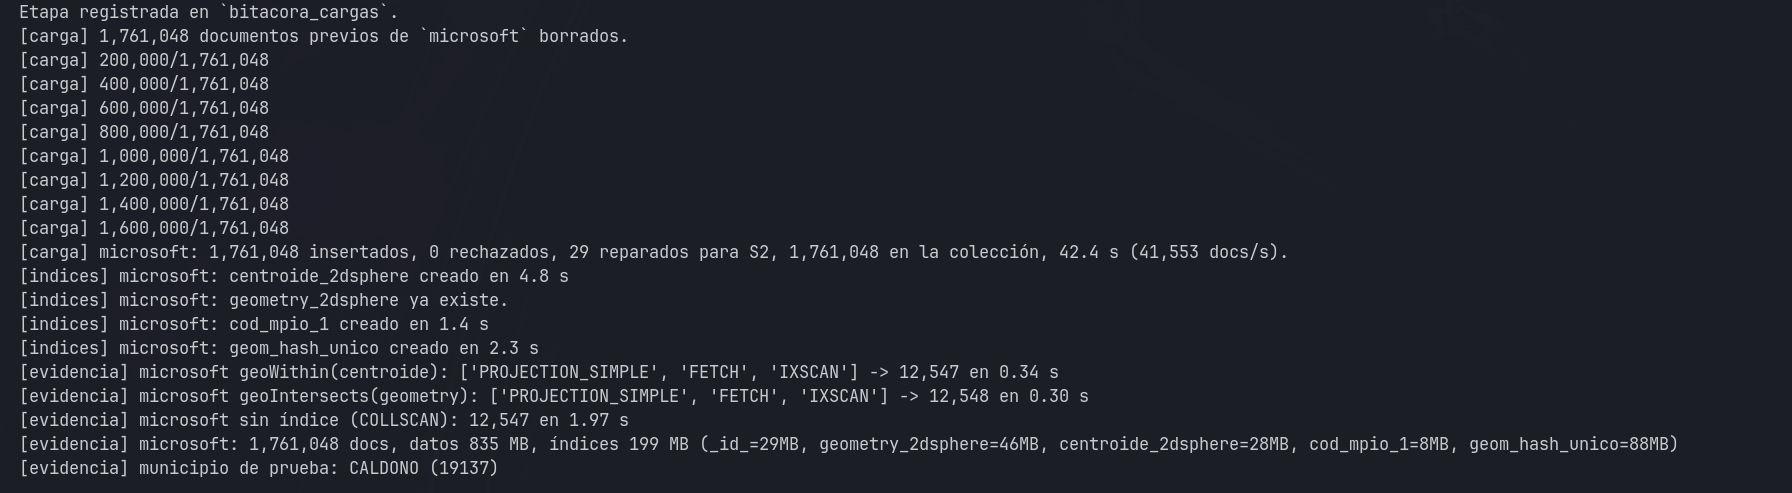 Etapa registrada en `bitacora_cargas`.
[carga] 1,761,048 documentos previos de `microsoft` borrados.
[carga] 200,000/1,761,048
[carga] 400,000/1,761,048
[carga] 600,000/1,761,048
[carga] 800,000/1,761,048
[carga] 1,000,000/1,761,048
[carga] 1,200,000/1,761,048
[carga] 1,400,000/1,761,048
[carga] 1,600,000/1,761,048
[carga] microsoft: 1,761,048 insertados, 0 rechazados, 29 reparados para S2, 1,761,048 en la colección, 42.4 s (41,553 docs/s).
[indices] microsoft: centroide_2dsphere creado en 4.8 s
[indices] microsoft: geometry_2dsphere ya existe.
[indices] microsoft: cod_mpio_1 creado en 1.4 s
[indices] microsoft: geom_hash_unico creado en 2.3 s
[evidencia] microsoft geoWithin(centroide): ['PROJECTION_SIMPLE', 'FETCH', 'IXSCAN'] -> 12,547 en 0.34 s
[evidencia] microsoft geoIntersects(geometry): ['PROJECTION_SIMPLE', 'FETCH', 'IXSCAN'] -> 12,548 en 0.30 s
[evidencia] microsoft sin índice (COLLSCAN): 12,547 en 1.97 s
[evidencia] microsoft: 1,761,048 docs, datos 835 MB, índices 199 MB (_id_=29MB, geometry_2dsphere=46MB, centroide_2dsphere=28MB, cod_mpio_1=8MB, geom_hash_unico=88MB)
[evidencia] municipio de prueba: CALDONO (19137)